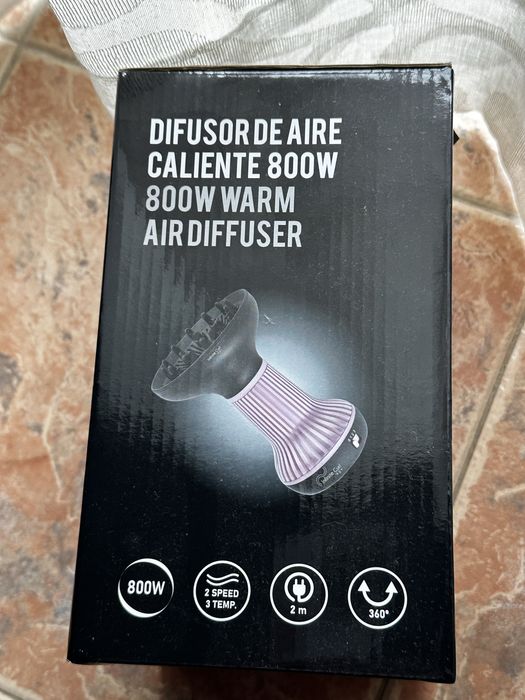 DIFUSOR DE AIRE
CALIENTE 800W
800W WARM
AIR DIFFUSER
800W
2 SPEED
3 TEMP.
2 m
360°